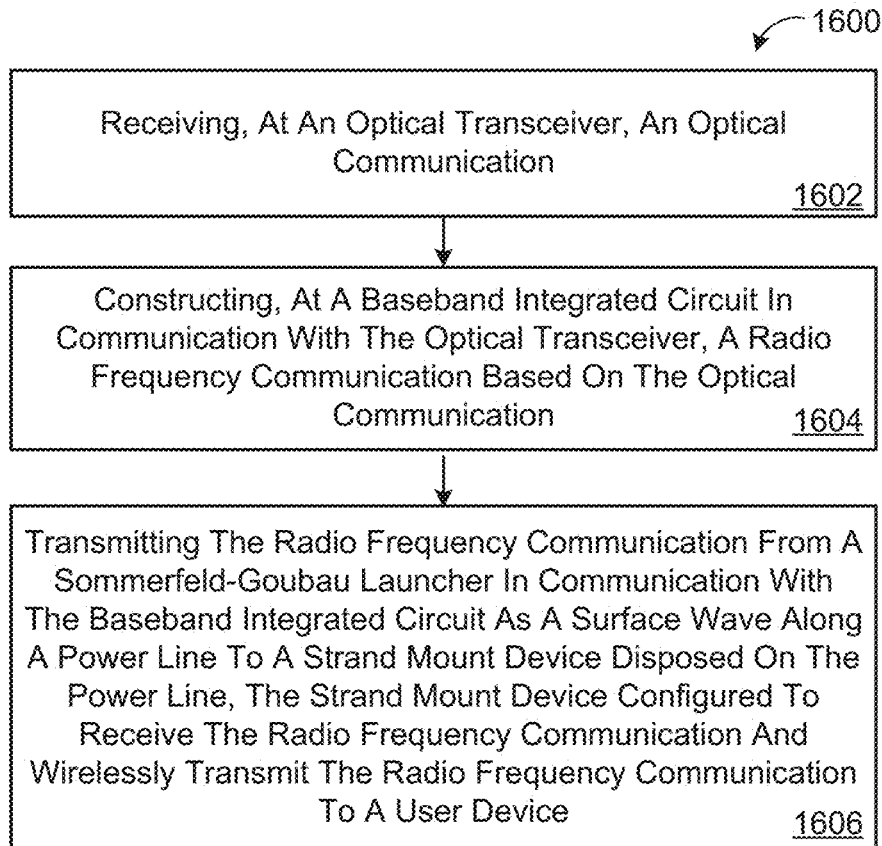 1600
Receiving, At An Optical Transceiver, An Optical
Communication
1602
Constructing, At A Baseband Integrated Circuit In
Communication With The Optical Transceiver, A Radio
Frequency Communication Based On The Optical
Communication
1604
Transmitting The Radio Frequency Communication From A
Sommerfeld-Goubau Launcher In Communication With
The Baseband Integrated Circuit As A Surface Wave Along
A Power Line To A Strand Mount Device Disposed On The
Power Line, The Strand Mount Device Configured To
Receive The Radio Frequency Communication And
Wirelessly Transmit The Radio Frequency Communication
To A User Device
1606